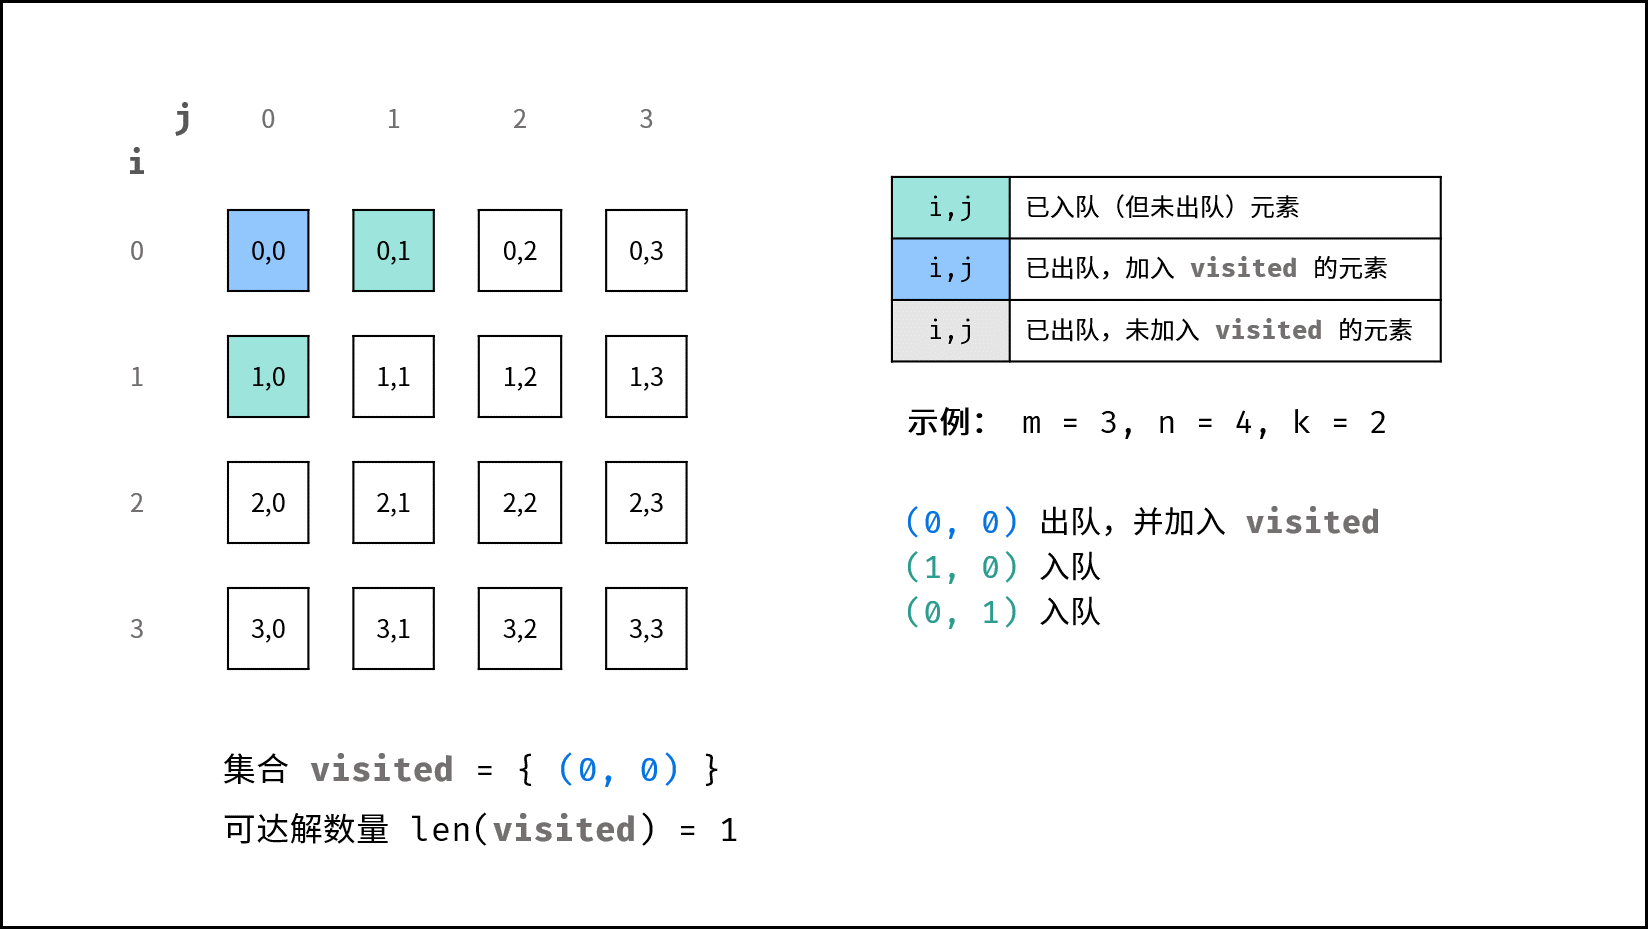 j 0 1 2 3
i
0 0,0 0,1 0,2 0,3
1 1,0 1,1 1,2 1,3
2 2,0 2,1 2,2 2,3
3 3,0 3,1 3,2 3,3
集合 visited = { (0, 0) }
可达解数量 len(visited) = 1
i,j 已入队（但未出队）元素
i,j 已出队，加入 visited 的元素
i,j 已出队，未加入 visited 的元素
示例： m = 3, n = 4, k = 2
(0, 0) 出队，并加入 visited
(1, 0) 入队
(0, 1) 入队